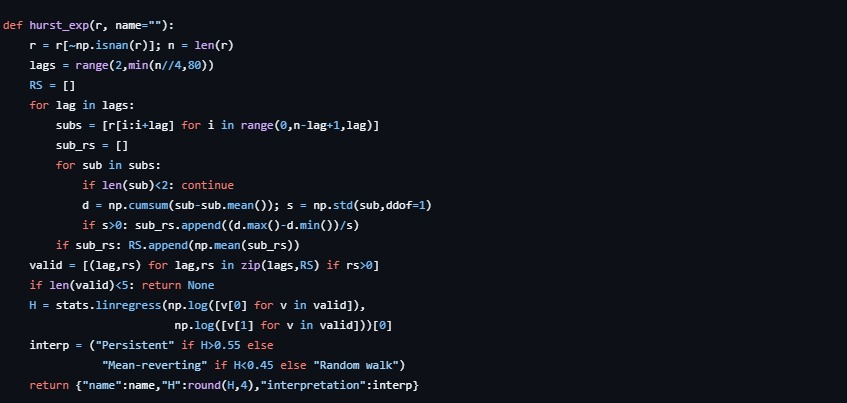 def hurst_exp(r, name=""):
    r = r[~np.isnan(r)]; n = len(r)
    lags = range(2,min(n//4,80))
    RS = []
    for lag in lags:
        subs = [r[i:i+lag] for i in range(0,n-lag+1,lag)]
        sub_rs = []
        for sub in subs:
            if len(sub)<2: continue
            d = np.cumsum(sub-sub.mean()); s = np.std(sub,ddof=1)
            if s>0: sub_rs.append((d.max()-d.min())/s)
        if sub_rs: RS.append(np.mean(sub_rs))
    valid = [(lag,rs) for lag,rs in zip(lags,RS) if rs>0]
    if len(valid)<5: return None
    H = stats.linregress(np.log([v[0] for v in valid]),
                          np.log([v[1] for v in valid]))[0]
    interp = ("Persistent" if H>0.55 else
               "Mean-reverting" if H<0.45 else "Random walk")
    return {"name":name,"H":round(H,4),"interpretation":interp}